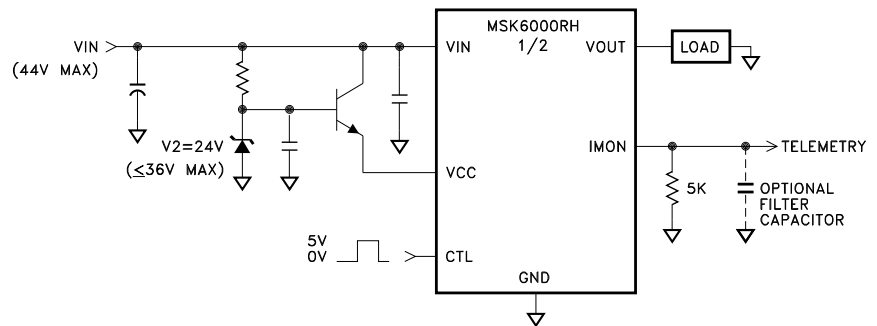 MSK6000RH
1/2
VIN
(44V MAX)
VIN
VOUT
LOAD
V2=24V
(≤36V MAX)
IMON
TELEMETRY
VCC
5K
OPTIONAL
FILTER
CAPACITOR
5V
0V
CTL
GND